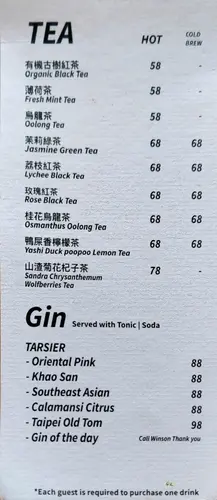 TEA
HOT COLD BREW
有機古樹紅茶 58 -
Organic Black Tea
薄荷茶 58 -
Fresh Mint Tea
烏龍茶 58 -
Oolong Tea
茉莉綠茶 68 68
Jasmine Green Tea
荔枝紅茶 68 68
Lychee Black Tea
玫瑰紅茶 68 68
Rose Black Tea
桂花烏龍茶 68 68
Osmanthus Oolong Tea
鴨屎香檸檬茶 68 68
Yashi Duck poopoo Lemon Tea
山渣菊花杞子茶 78 -
Sandra Chrysanthemum
Wolfberries Tea
Gin Served with Tonic | Soda
TARSIER
- Oriental Pink 88
- Khao San 88
- Southeast Asian 88
- Calamansi Citrus 88
- Taipei Old Tom 98
- Gin of the day Call Winson Thank you
*Each guest is required to purchase one drink